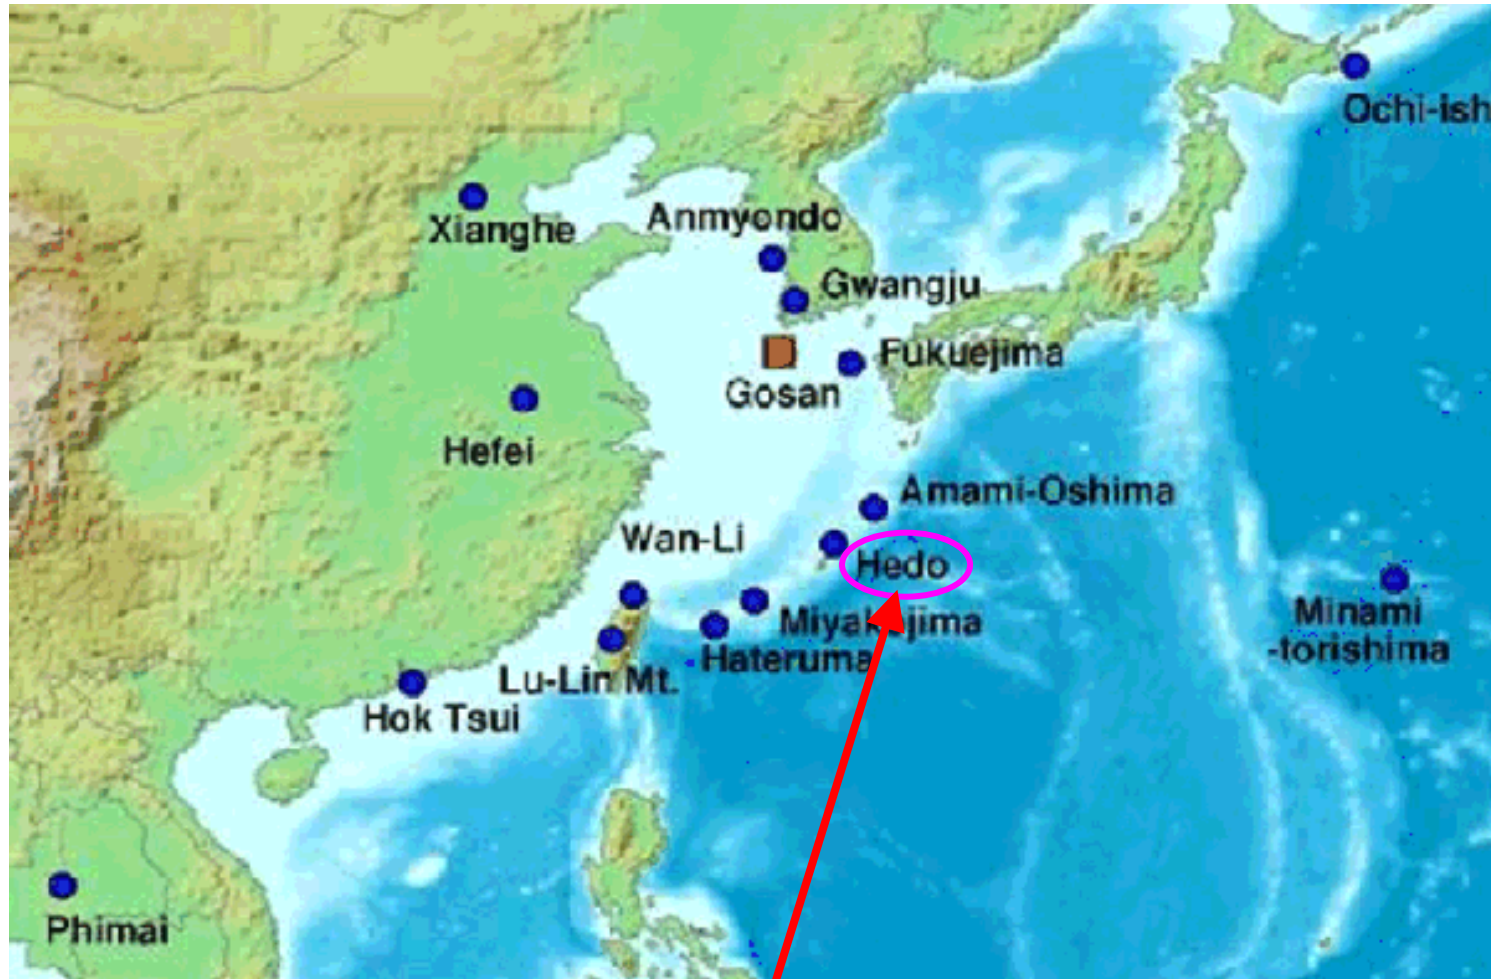 Ochi-ish
Xianghe
Anmyondo
Gwangju
Fukuejima
Gosan
Hefei
Amami-Oshima
Wan-Li
Hedo
Minami
-torishima
Hateruma
Lu-Lin Mt.
Hok Tsui
Phimai